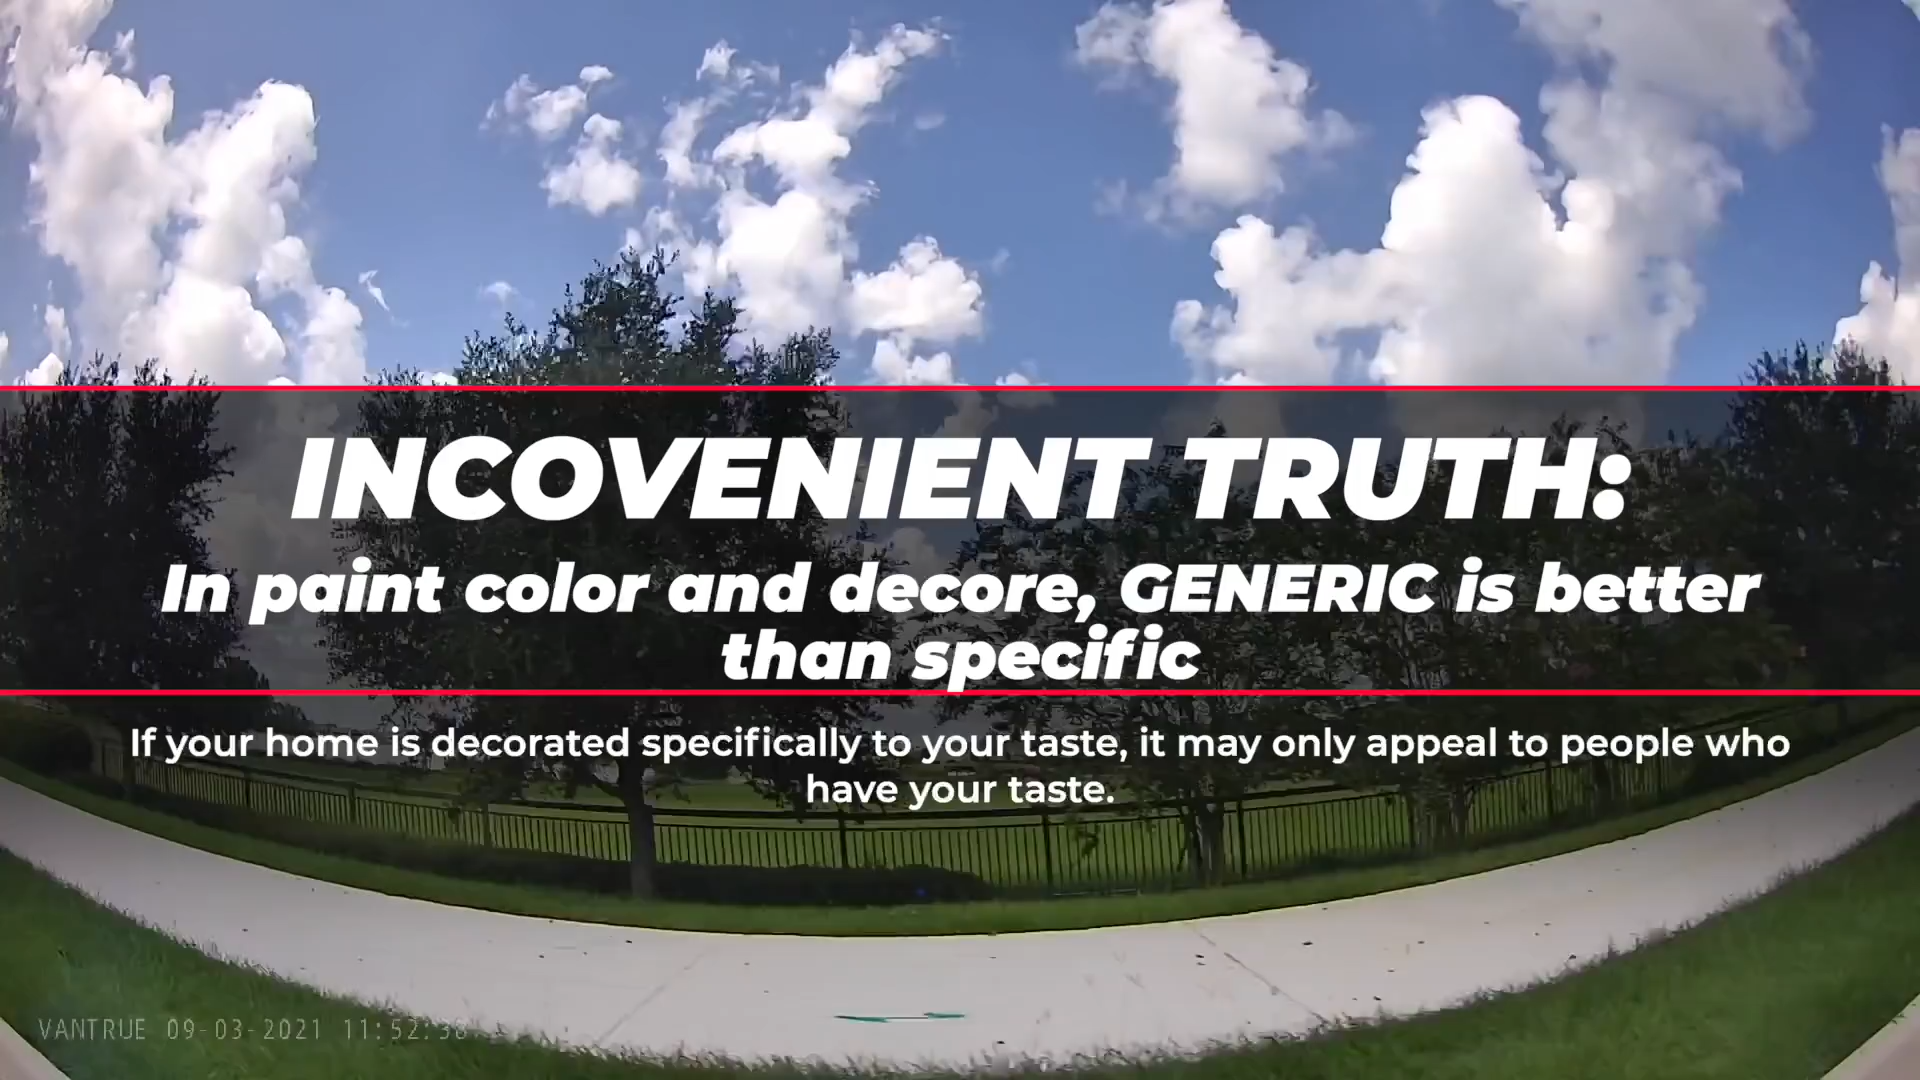 INCOVENIENT TRUTH:
In paint color and decore, GENERIC is better
than specific
If your home is decorated specifically to your taste, it may only appeal to people who
have your taste.
VANTRUE 09-03-2021 11:52:38